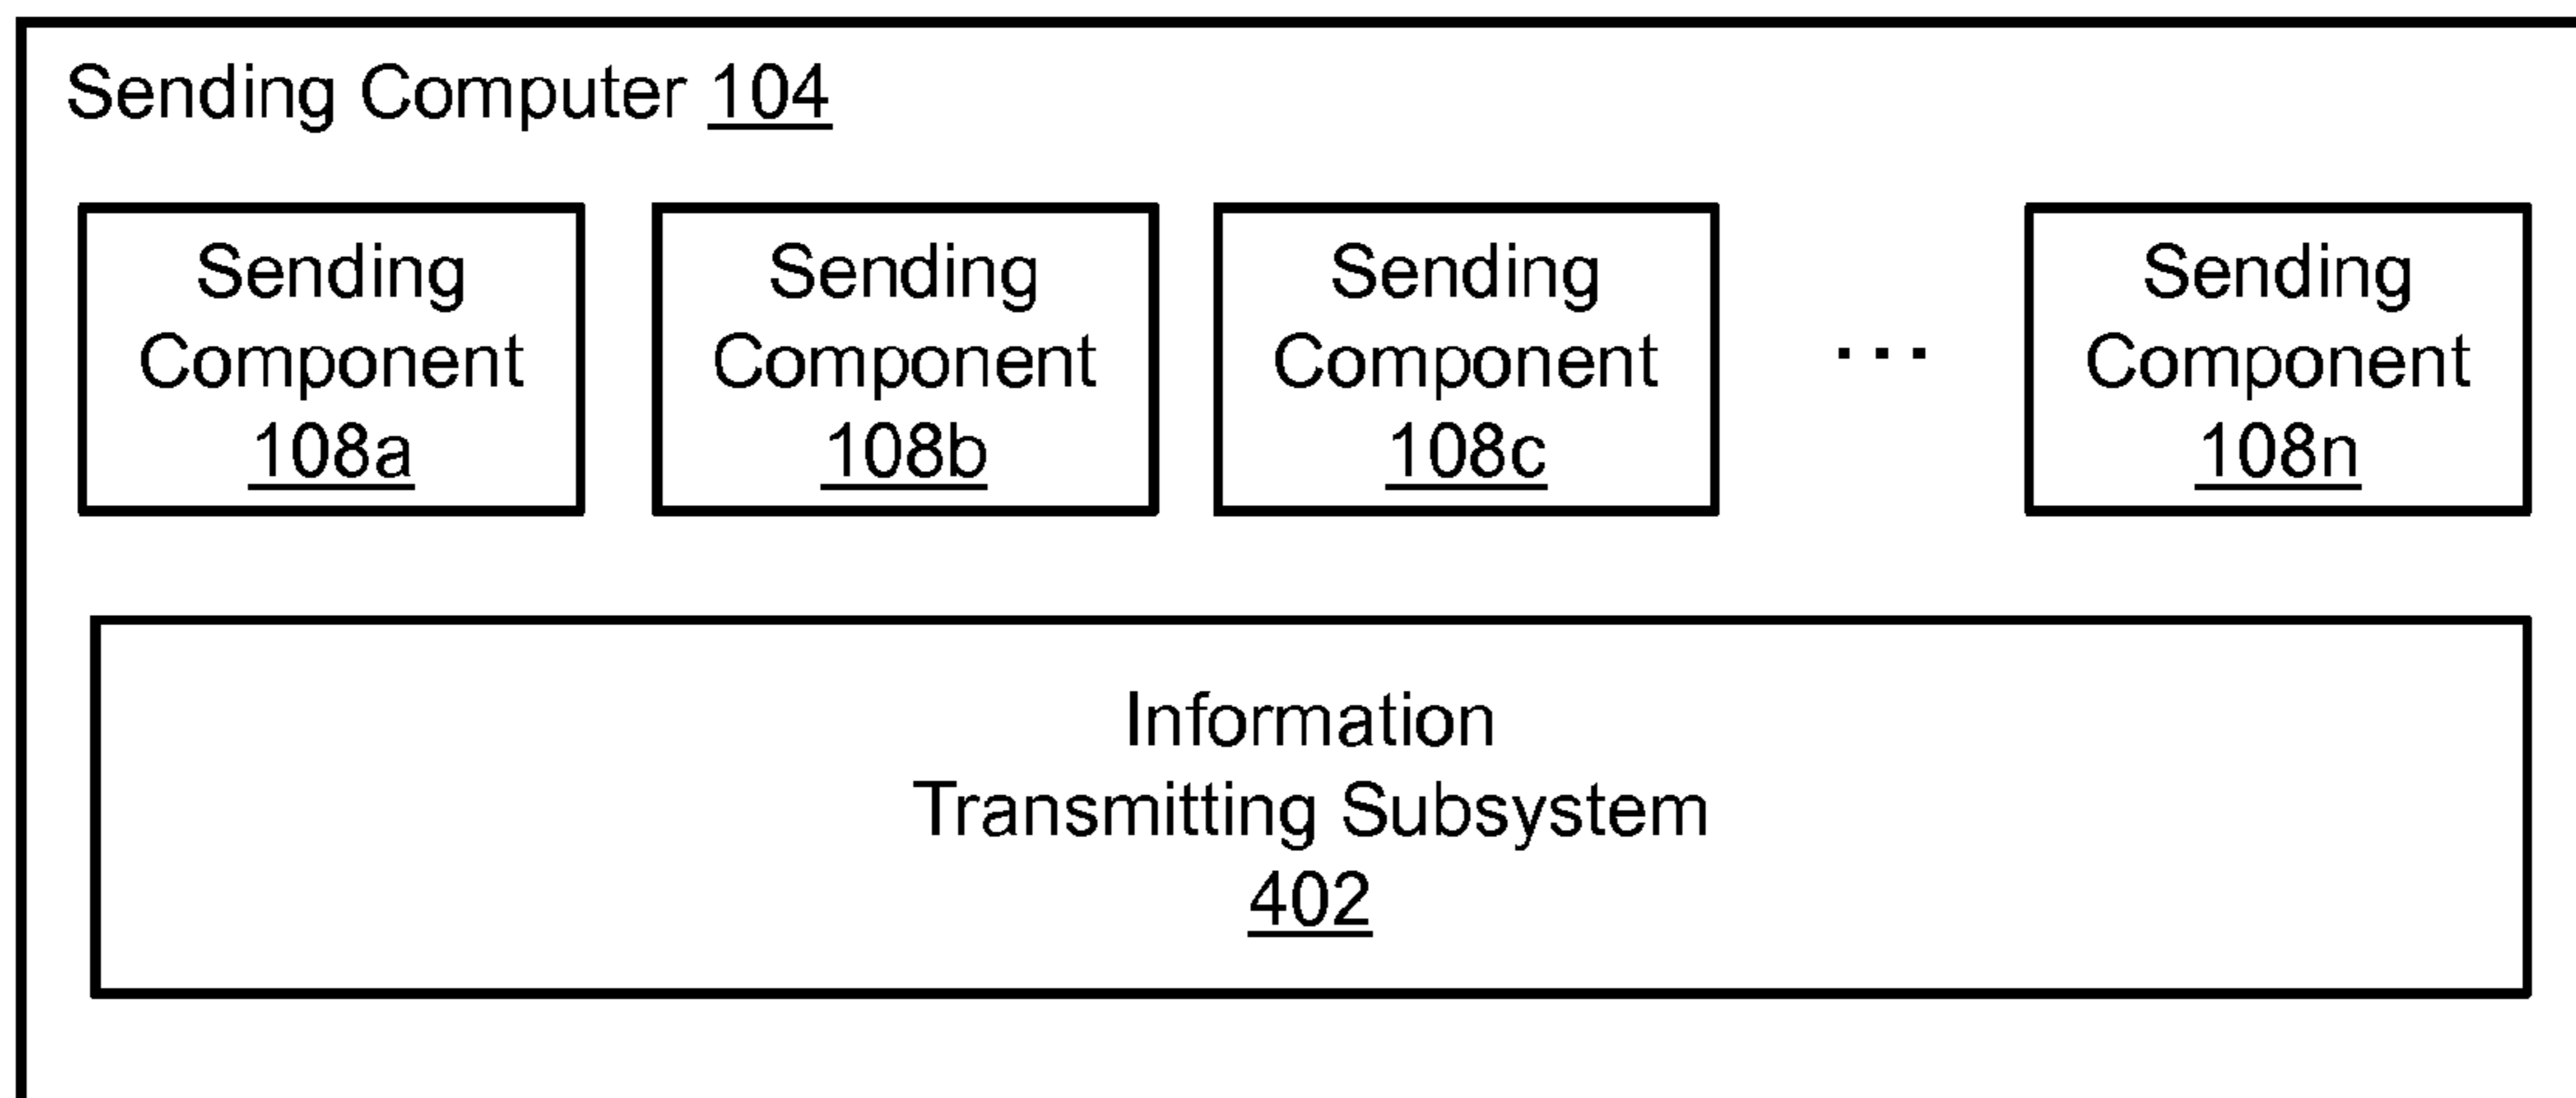 Sending Computer 104
Sending
Component
108a
Sending
Component
108b
Sending
Component
108c
...
Sending
Component
108n
Information
Transmitting Subsystem
402